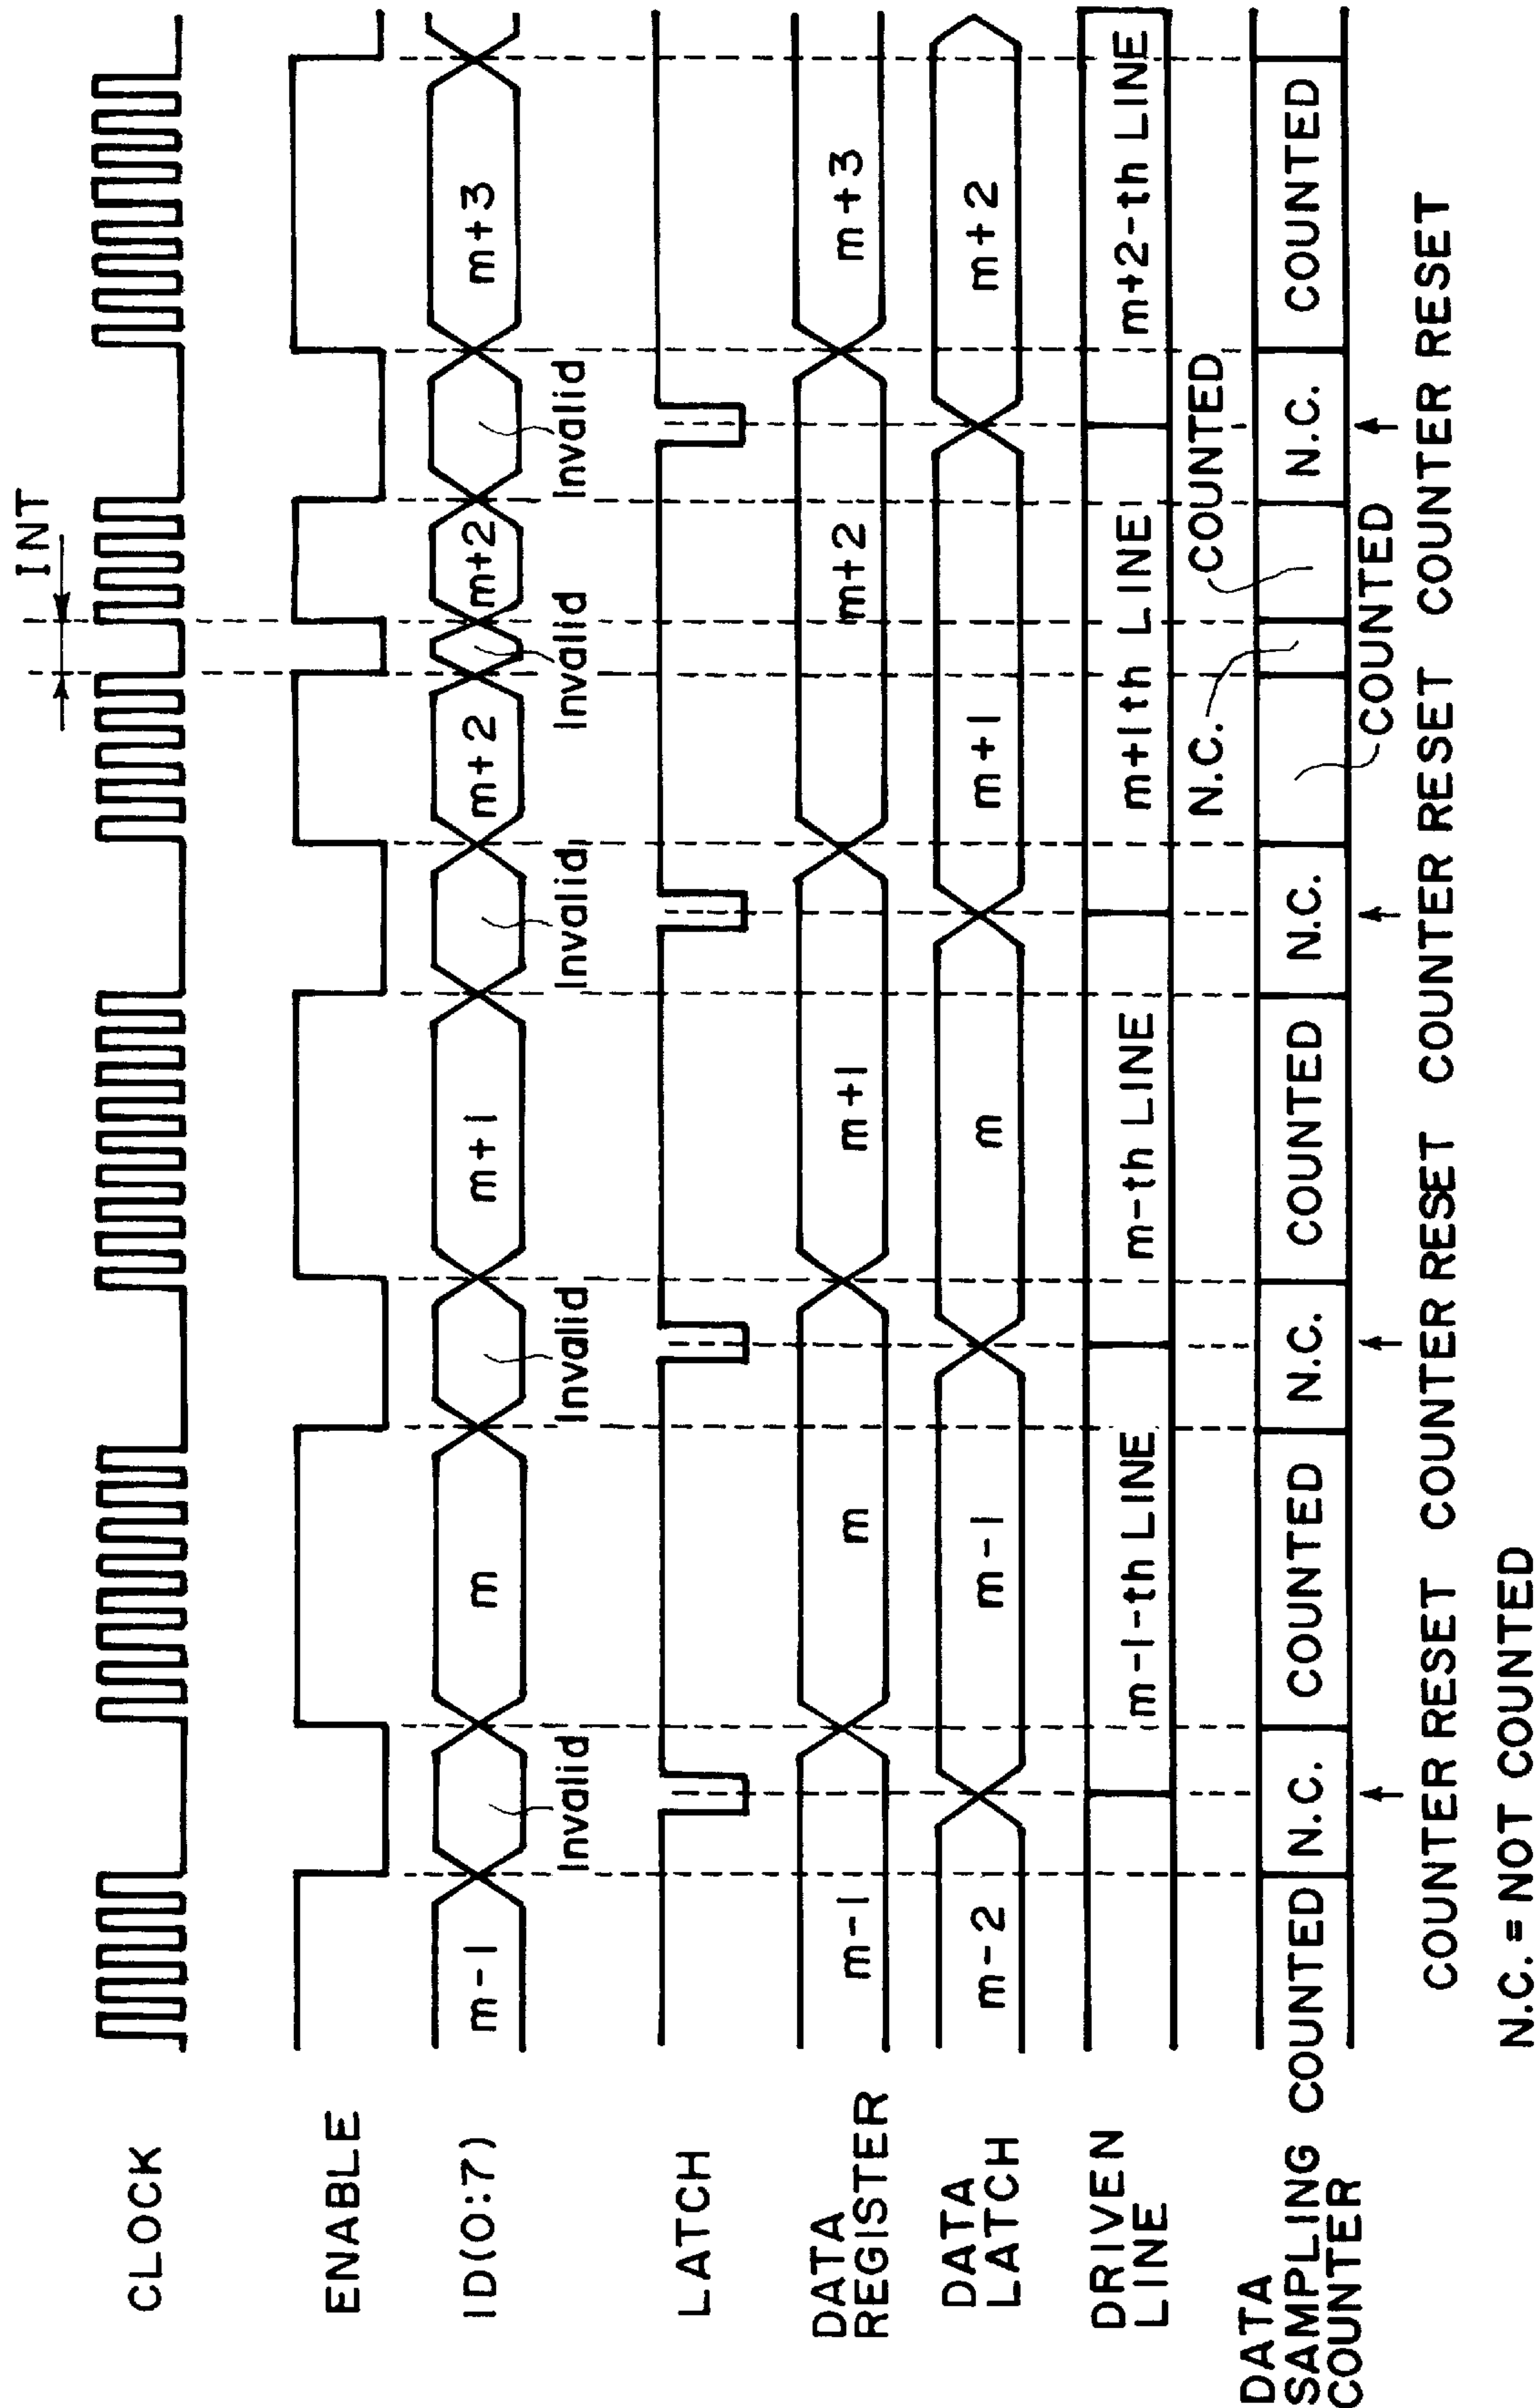 INT
CLOCK
ENABLE
ID(0:7)
m-1
m
m+1
m+2
m+2
m+3
Invalid
Invalid
Invalid
Invalid
Invalid
LATCH
DATA
REGISTER
m-1
m
m+1
m+2
m+3
DATA
LATCH
m-2
m-1
m
m+1
m+2
DRIVEN
LINE
m-1-th LINE
m-th LINE
m+1th LINE
m+2-th LINE
N.C.
COUNTED
DATA
SAMPLING
COUNTER
COUNTED
N.C.
COUNTED
N.C.
COUNTED
N.C.
N.C.
COUNTED
COUNTED
COUNTER RESET
COUNTER RESET
COUNTER RESET
COUNTER RESET
N.C. = NOT COUNTED